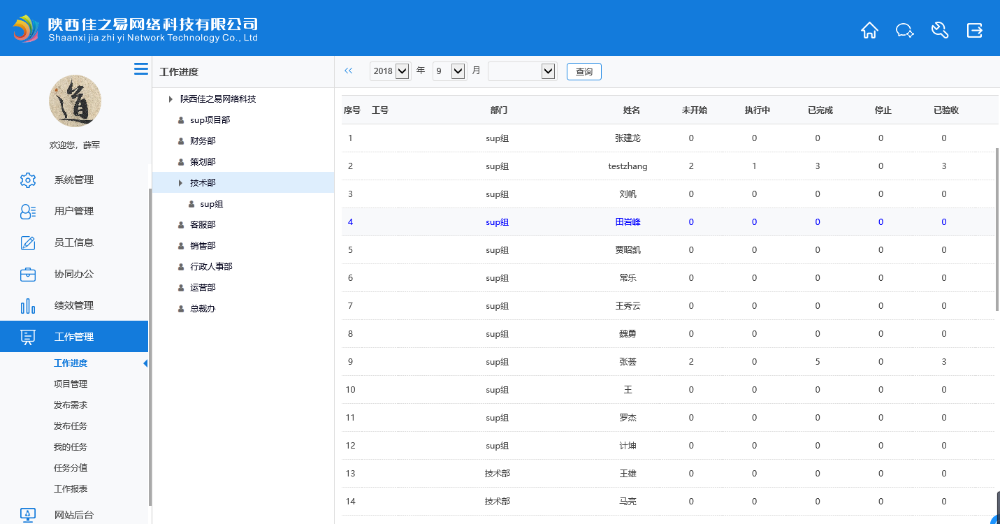 陕西佳之易网络科技有限公司
Shaanxi jia zhi yi Network Technology Co., Ltd
道
欢迎您，薛军
系统管理
用户管理
员工信息
协同办公
绩效管理
工作管理
工作进度
项目管理
发布需求
发布任务
我的任务
任务分值
工作报表
网站后台
工作进度
陕西佳之易网络科技
sup项目部
财务部
策划部
技术部
sup组
客服部
销售部
行政人事部
运营部
总裁办
2018 年 9 月 查询
序号 工号 部门 姓名 未开始 执行中 已完成 停止 已验收
1 sup组 张建龙 0 0 0 0 0
2 sup组 testzhang 2 1 3 0 3
3 sup组 刘帆 0 0 0 0 0
4 sup组 田岩峰 0 0 0 0 0
5 sup组 贾昭凯 0 0 0 0 0
6 sup组 常乐 0 0 0 0 0
7 sup组 王秀云 0 0 0 0 0
8 sup组 魏勇 0 0 0 0 0
9 sup组 张荟 2 0 5 0 3
10 sup组 王 0 0 0 0 0
11 sup组 罗杰 0 0 0 0 0
12 sup组 计坤 0 0 0 0 0
13 技术部 王雄 0 0 0 0 0
14 技术部 马亮 0 0 0 0 0